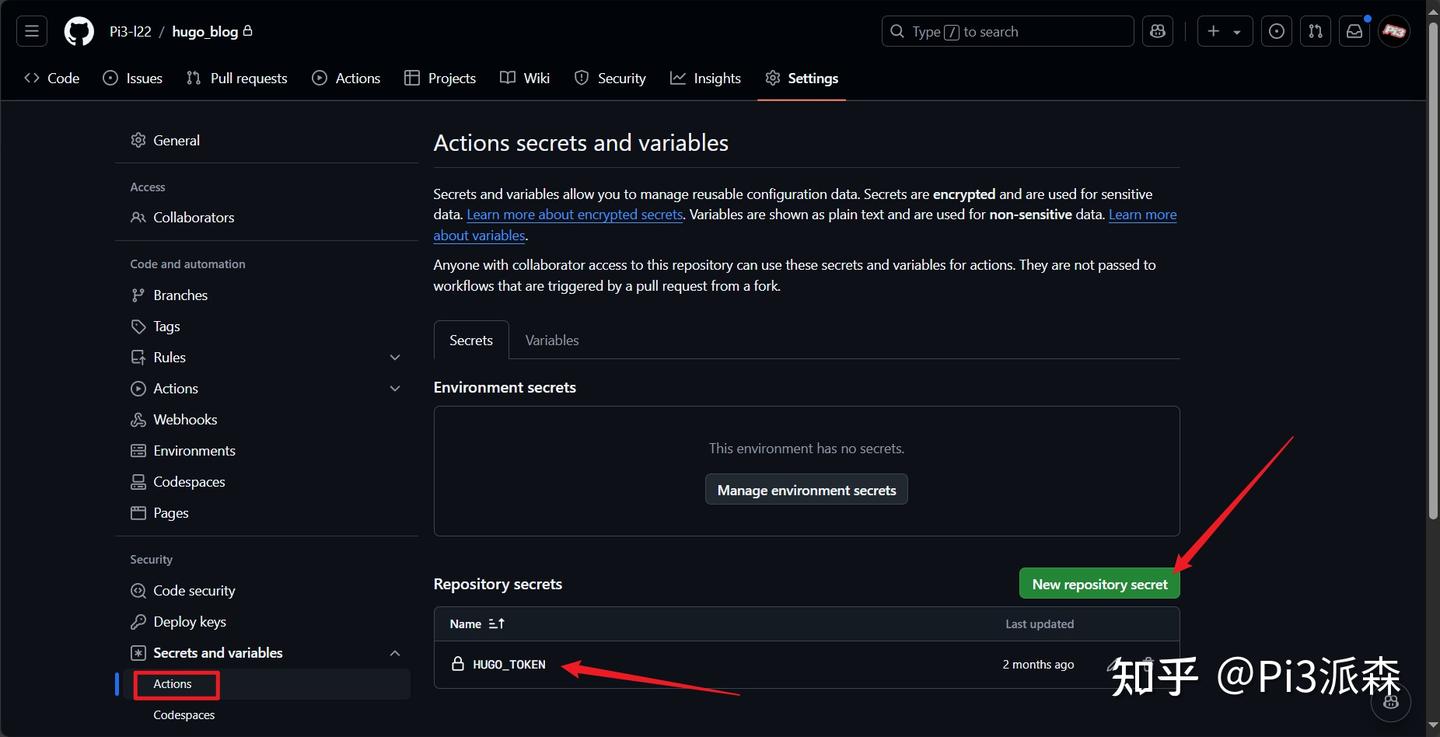 Pi3-l22 / hugo_blog
Type / to search
Pi3
Code Issues Pull requests Actions Projects Wiki Security Insights Settings
General
Access
Collaborators
Code and automation
Branches
Tags
Rules
Actions
Webhooks
Environments
Codespaces
Pages
Security
Code security
Deploy keys
Secrets and variables
Actions
Codespaces
Actions secrets and variables
Secrets and variables allow you to manage reusable configuration data. Secrets are encrypted and are used for sensitive
data. Learn more about encrypted secrets. Variables are shown as plain text and are used for non-sensitive data. Learn more
about variables.
Anyone with collaborator access to this repository can use these secrets and variables for actions. They are not passed to
workflows that are triggered by a pull request from a fork.
Secrets Variables
Environment secrets
This environment has no secrets.
Manage environment secrets
Repository secrets
New repository secret
Name Last updated
HUGO_TOKEN 2 months ago
知乎 @Pi3派森